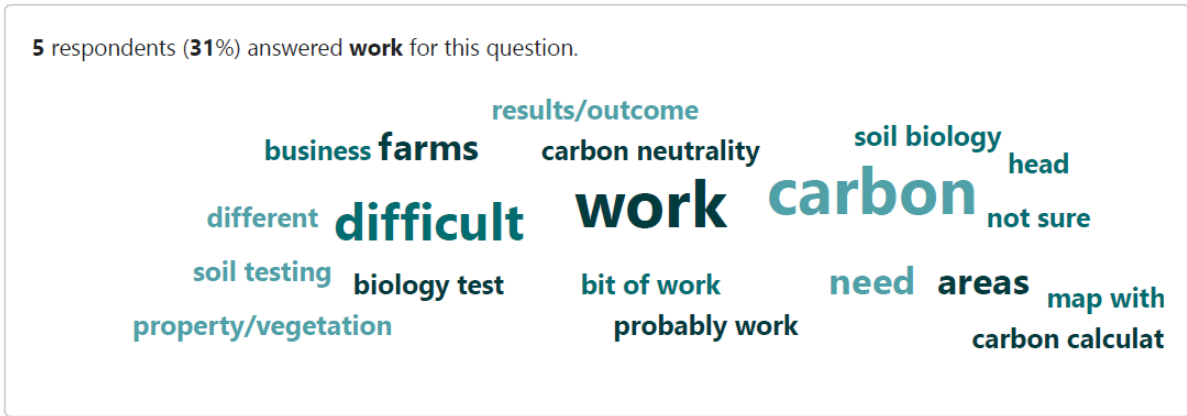 5 respondents (31%) answered work for this question.
results/outcome
business farms carbon neutrality soil biology
head
different difficult work carbon not sure
soil testing biology test bit of work need areas map with
property/vegetation probably work carbon calculat